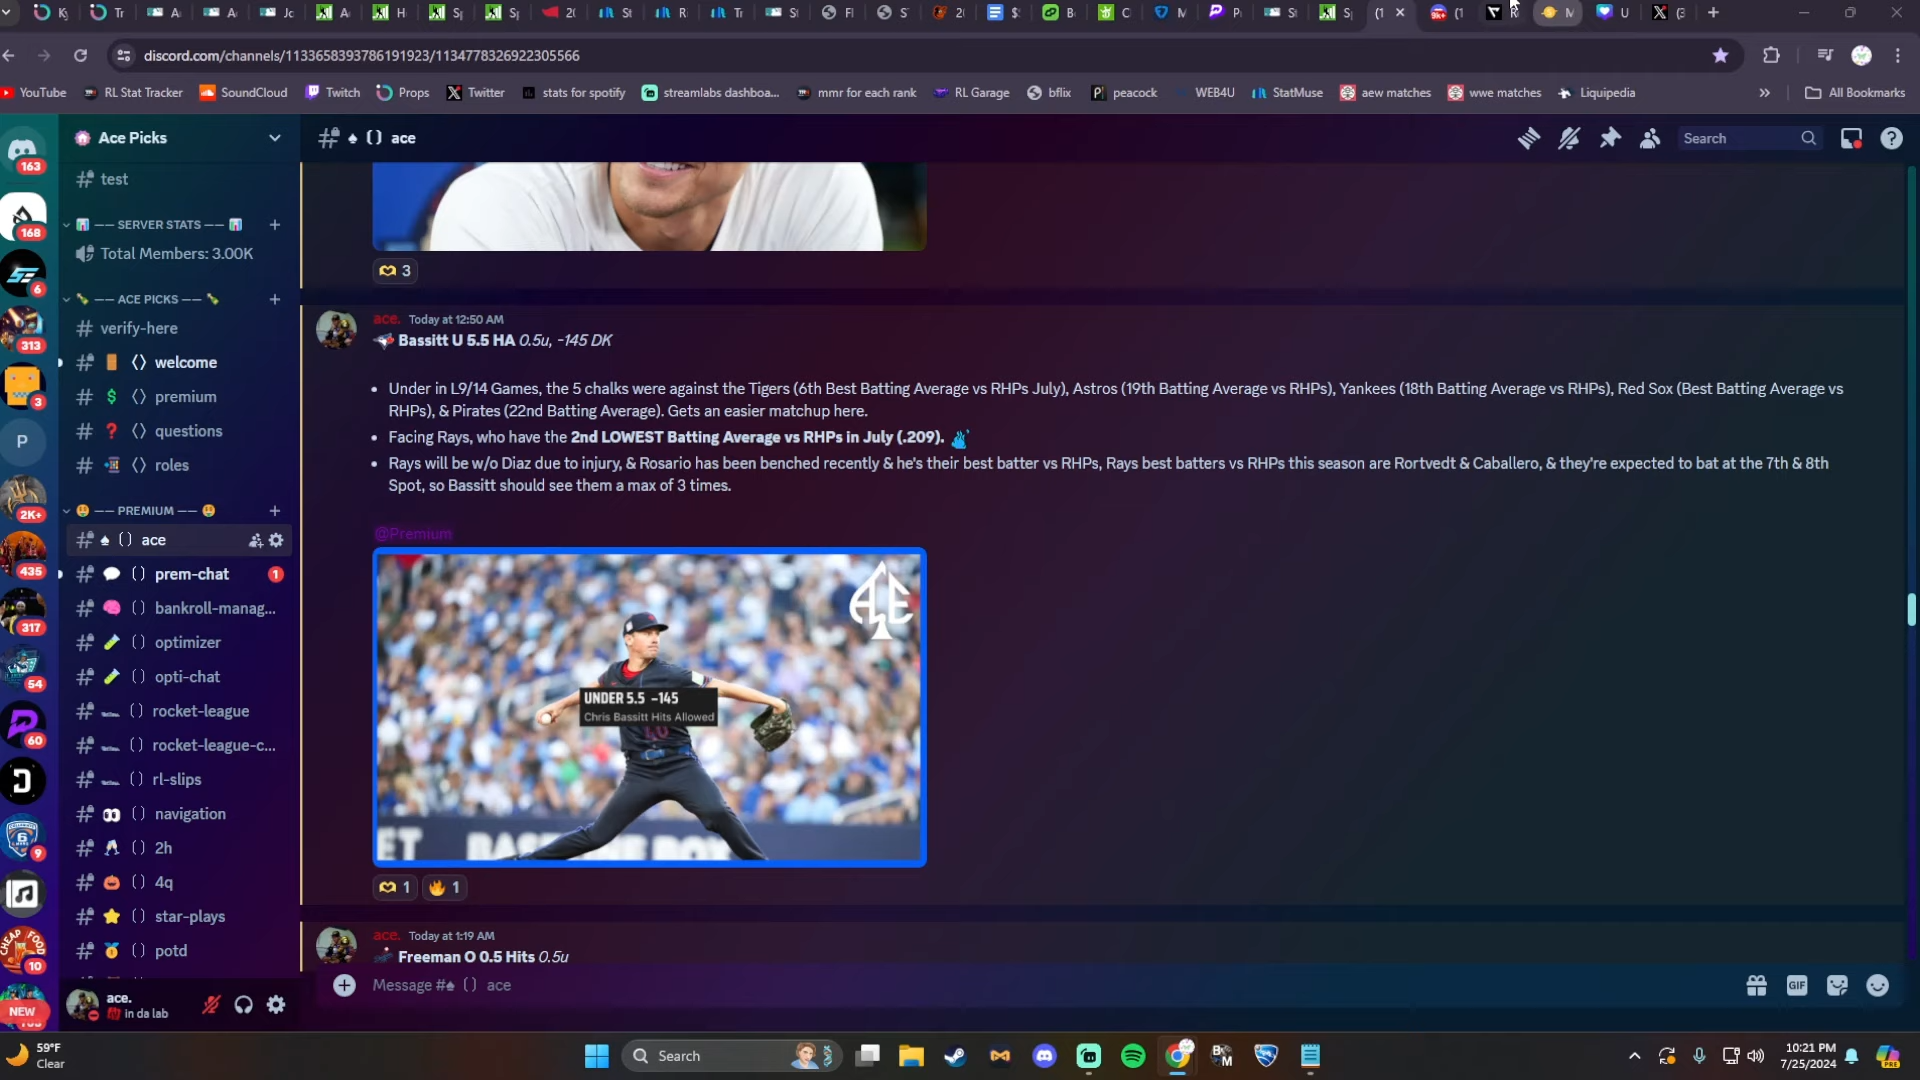 discord.com/channels/1133658393786191923/1134778326922305566
YouTube RL Stat Tracker SoundCloud Twitch Props Twitter stats for spotify streamlabs dashboa... mmr for each rank RL Garage bflix peacock WEB4U StatMuse aew matches wwe matches Liquipedia » All Bookmarks
Ace Picks
ace
Search
test
—— SERVER STATS ——
Total Members: 3.00K
—— ACE PICKS ——
verify-here
welcome
premium
questions
roles
—— PREMIUM ——
ace
prem-chat 1
bankroll-manag...
optimizer
opti-chat
rocket-league
rocket-league-c...
rl-slips
navigation
2h
4q
star-plays
potd
163
168
6
313
3
P
2K+
435
317
54
60
9
10
NEW
ace.
in da lab
3
ace. Today at 12:50 AM
Bassitt U 5.5 HA 0.5u, -145 DK
• Under in L9/14 Games, the 5 chalks were against the Tigers (6th Best Batting Average vs RHPs July), Astros (19th Batting Average vs RHPs), Yankees (18th Batting Average vs RHPs), Red Sox (Best Batting Average vs
RHPs), & Pirates (22nd Batting Average). Gets an easier matchup here.
• Facing Rays, who have the 2nd LOWEST Batting Average vs RHPs in July (.209).
• Rays will be w/o Diaz due to injury, & Rosario has been benched recently & he's their best batter vs RHPs, Rays best batters vs RHPs this season are Rortvedt & Caballero, & they're expected to bat at the 7th & 8th
Spot, so Bassitt should see them a max of 3 times.
@Premium
ACE
UNDER 5.5 -145
Chris Bassitt Hits Allowed
1 1
ace. Today at 1:19 AM
Freeman O 0.5 Hits 0.5u
Message # ace
GIF
59°F
Clear
Search
10:21 PM
7/25/2024